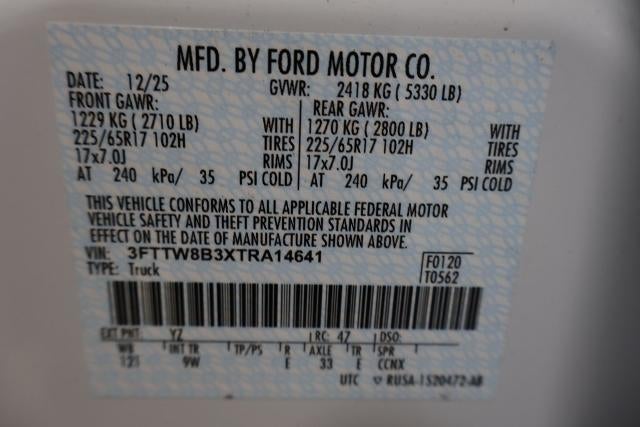 MFD. BY FORD MOTOR CO.
DATE: 12/25 GVWR: 2418 KG ( 5330 LB)
FRONT GAWR: REAR GAWR:
1229 KG ( 2710 LB) WITH 1270 KG ( 2800 LB) WITH
225/65R17 102H TIRES 225/65R17 102H TIRES
17x7.0J RIMS 17x7.0J RIMS
AT 240 kPa/ 35 PSI COLD AT 240 kPa/ 35 PSI COLD
THIS VEHICLE CONFORMS TO ALL APPLICABLE FEDERAL MOTOR
VEHICLE SAFETY AND THEFT PREVENTION STANDARDS IN
EFFECT ON THE DATE OF MANUFACTURE SHOWN ABOVE.
VIN: 3FTTW8B3XTRA14641 F0120
TYPE: Truck T0562
EXT PNT: YZ RC: 47 DSO:
WB INT TR TP/PS R AXLE TR SPR
121 9W E 33 E CCNX
UTC RUSA-1520472-AB